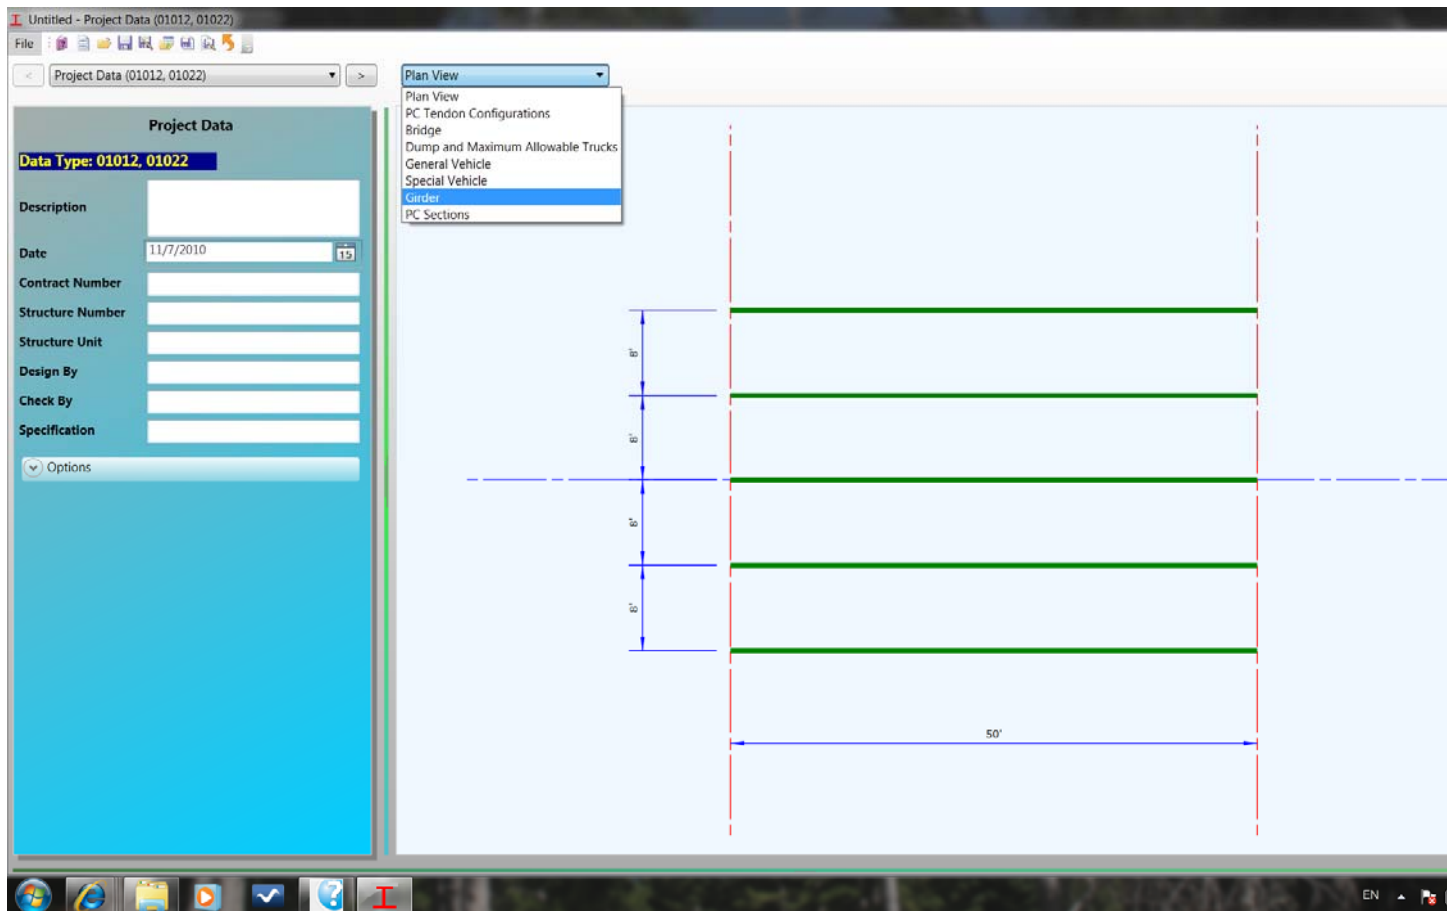 Untitled - Project Data (01012, 01022)
File
< Project Data (01012, 01022) > Plan View
Plan View
PC Tendon Configurations
Bridge
Dump and Maximum Allowable Trucks
General Vehicle
Special Vehicle
Girder
PC Sections
Project Data
Data Type: 01012, 01022
Description
Date 11/7/2010 15
Contract Number
Structure Number
Structure Unit
Design By
Check By
Specification
Options
8'
8'
8'
8'
50'
EN